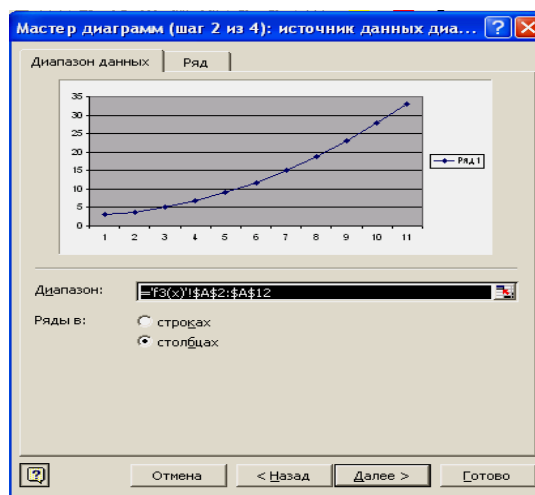 Мастер диаграмм (шаг 2 из 4): источник данных диа...
Диапазон данных Ряд
35
30
25
20
15
10
5
0
1 2 3 4 5 6 7 8 9 10 11
Ряд1
Диапазон: ='f3(x)'!$A$2:$A$12
Ряды в: строках
столбцах
Отмена < Назад Далее > Готово